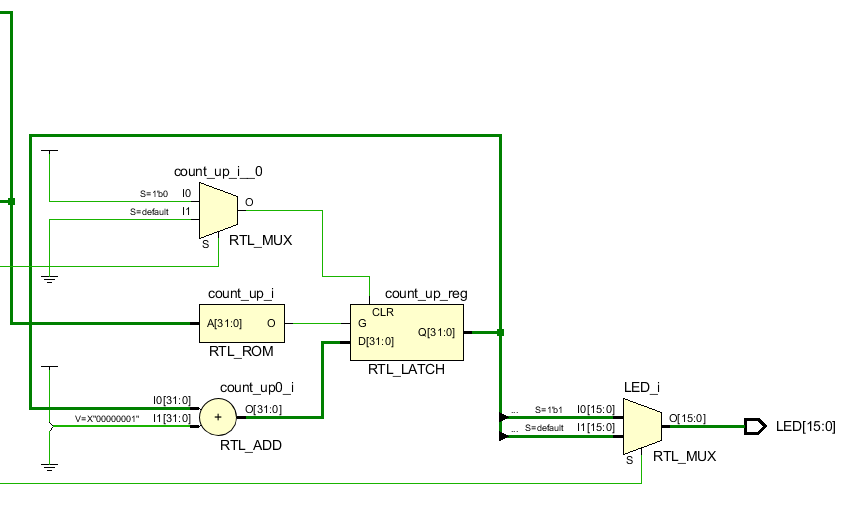 count_up_i__0
S=1'b0 I0
S=default I1
O
S
RTL_MUX
count_up_i
A[31:0] O
RTL_ROM
count_up_reg
CLR
G
D[31:0]
Q[31:0]
RTL_LATCH
count_up0_i
I0[31:0]
V=X"00000001" I1[31:0]
+
O[31:0]
RTL_ADD
LED_i
... S=1'b1 I0[15:0]
... S=default I1[15:0]
O[15:0]
S
RTL_MUX
LED[15:0]